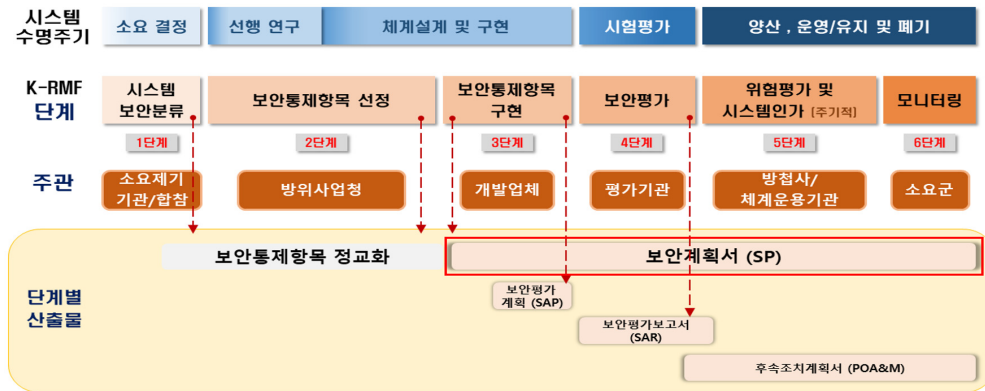 시스템
수명주기
소요 결정
선행 연구
체계설계 및 구현
시험평가
양산 , 운영/유지 및 폐기
K-RMF
단계
시스템
보안분류
보안통제항목 선정
보안통제항목
구현
보안평가
위험평가 및
시스템인가 (주기적)
모니터링
1단계
2단계
3단계
4단계
5단계
6단계
주관
소요제기
기관/합참
방위사업청
개발업체
평가기관
방첩사/
체계운용기관
소요군
단계별
산출물
보안통제항목 정교화
보안계획서 (SP)
보안평가
계획 (SAP)
보안평가보고서
(SAR)
후속조치계획서 (POA&M)